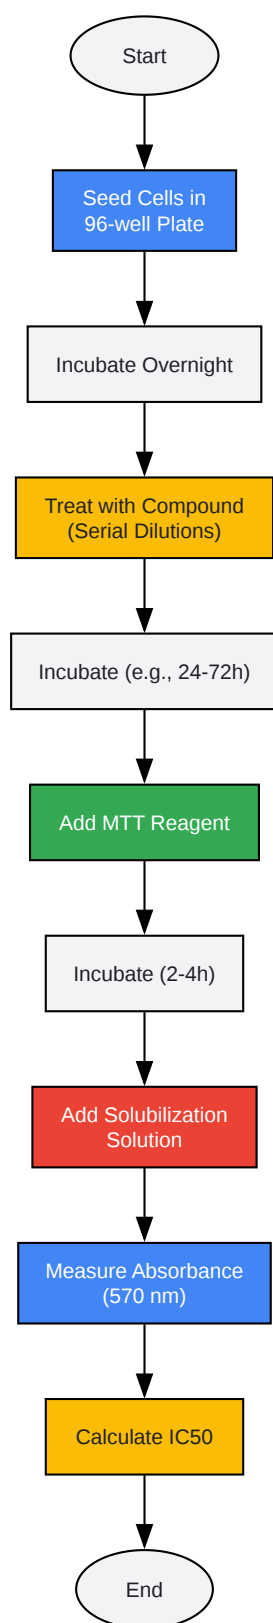 Start
Seed Cells in
96-well Plate
Incubate Overnight
Treat with Compound
(Serial Dilutions)
Incubate (e.g., 24-72h)
Add MTT Reagent
Incubate (2-4h)
Add Solubilization
Solution
Measure Absorbance
(570 nm)
Calculate IC50
End